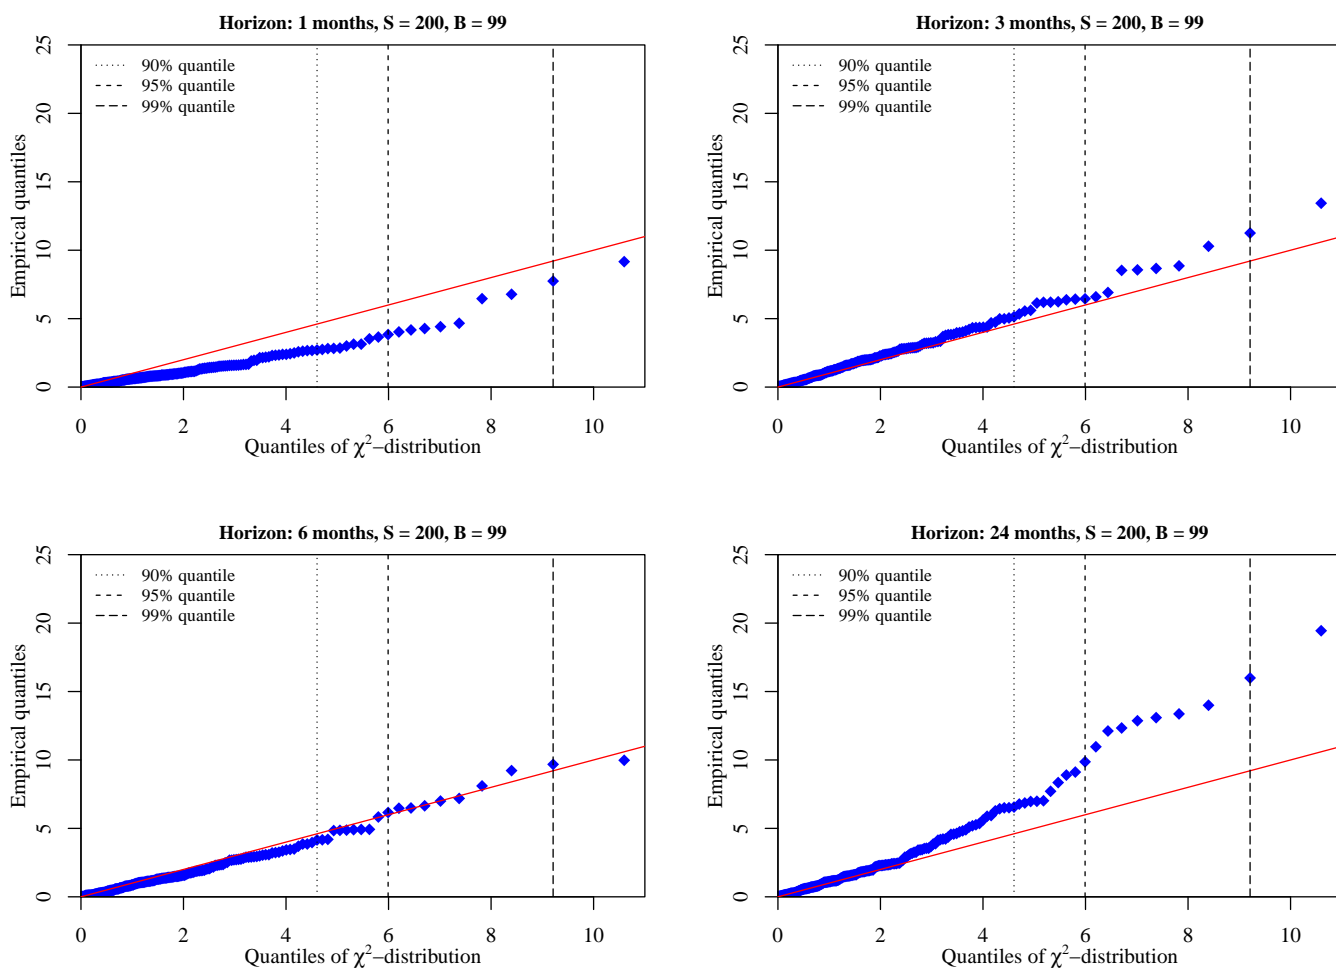 Horizon: 1 months, S = 200, B = 99
25
20
15
10
5
0
Empirical quantiles
90% quantile
95% quantile
99% quantile
0 2 4 6 8 10
Quantiles of χ²−distribution
Horizon: 3 months, S = 200, B = 99
25
20
15
10
5
0
Empirical quantiles
90% quantile
95% quantile
99% quantile
0 2 4 6 8 10
Quantiles of χ²−distribution
Horizon: 6 months, S = 200, B = 99
25
20
15
10
5
0
Empirical quantiles
90% quantile
95% quantile
99% quantile
0 2 4 6 8 10
Quantiles of χ²−distribution
Horizon: 24 months, S = 200, B = 99
25
20
15
10
5
0
Empirical quantiles
90% quantile
95% quantile
99% quantile
0 2 4 6 8 10
Quantiles of χ²−distribution